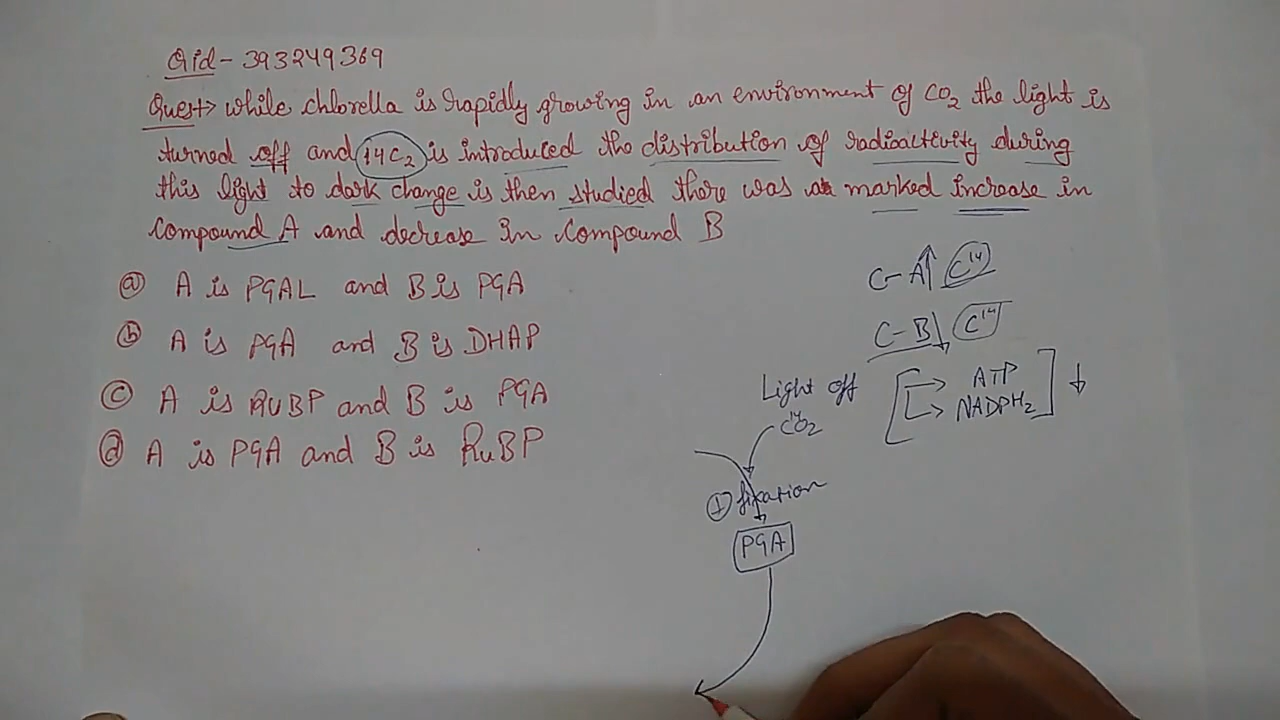 Qid - 393249369
Quest→ while chlorella is rapidly growing in an environment of CO2 the light is
turned off and 14C2 is introduced the distribution of radioactivity during
this light to dark change is then studied there was a marked increase in
compound A and decrease in compound B
ⓐ A is PGAL and B is PGA
ⓑ A is PGA and B is DHAP
ⓒ A is RUBP and B is PGA
ⓓ A is PGA and B is RuBP
C-A↑ C14
C-B↓ C14
Light off → ATP
→ NADPH2 ↓
14CO2
① fixation
PGA